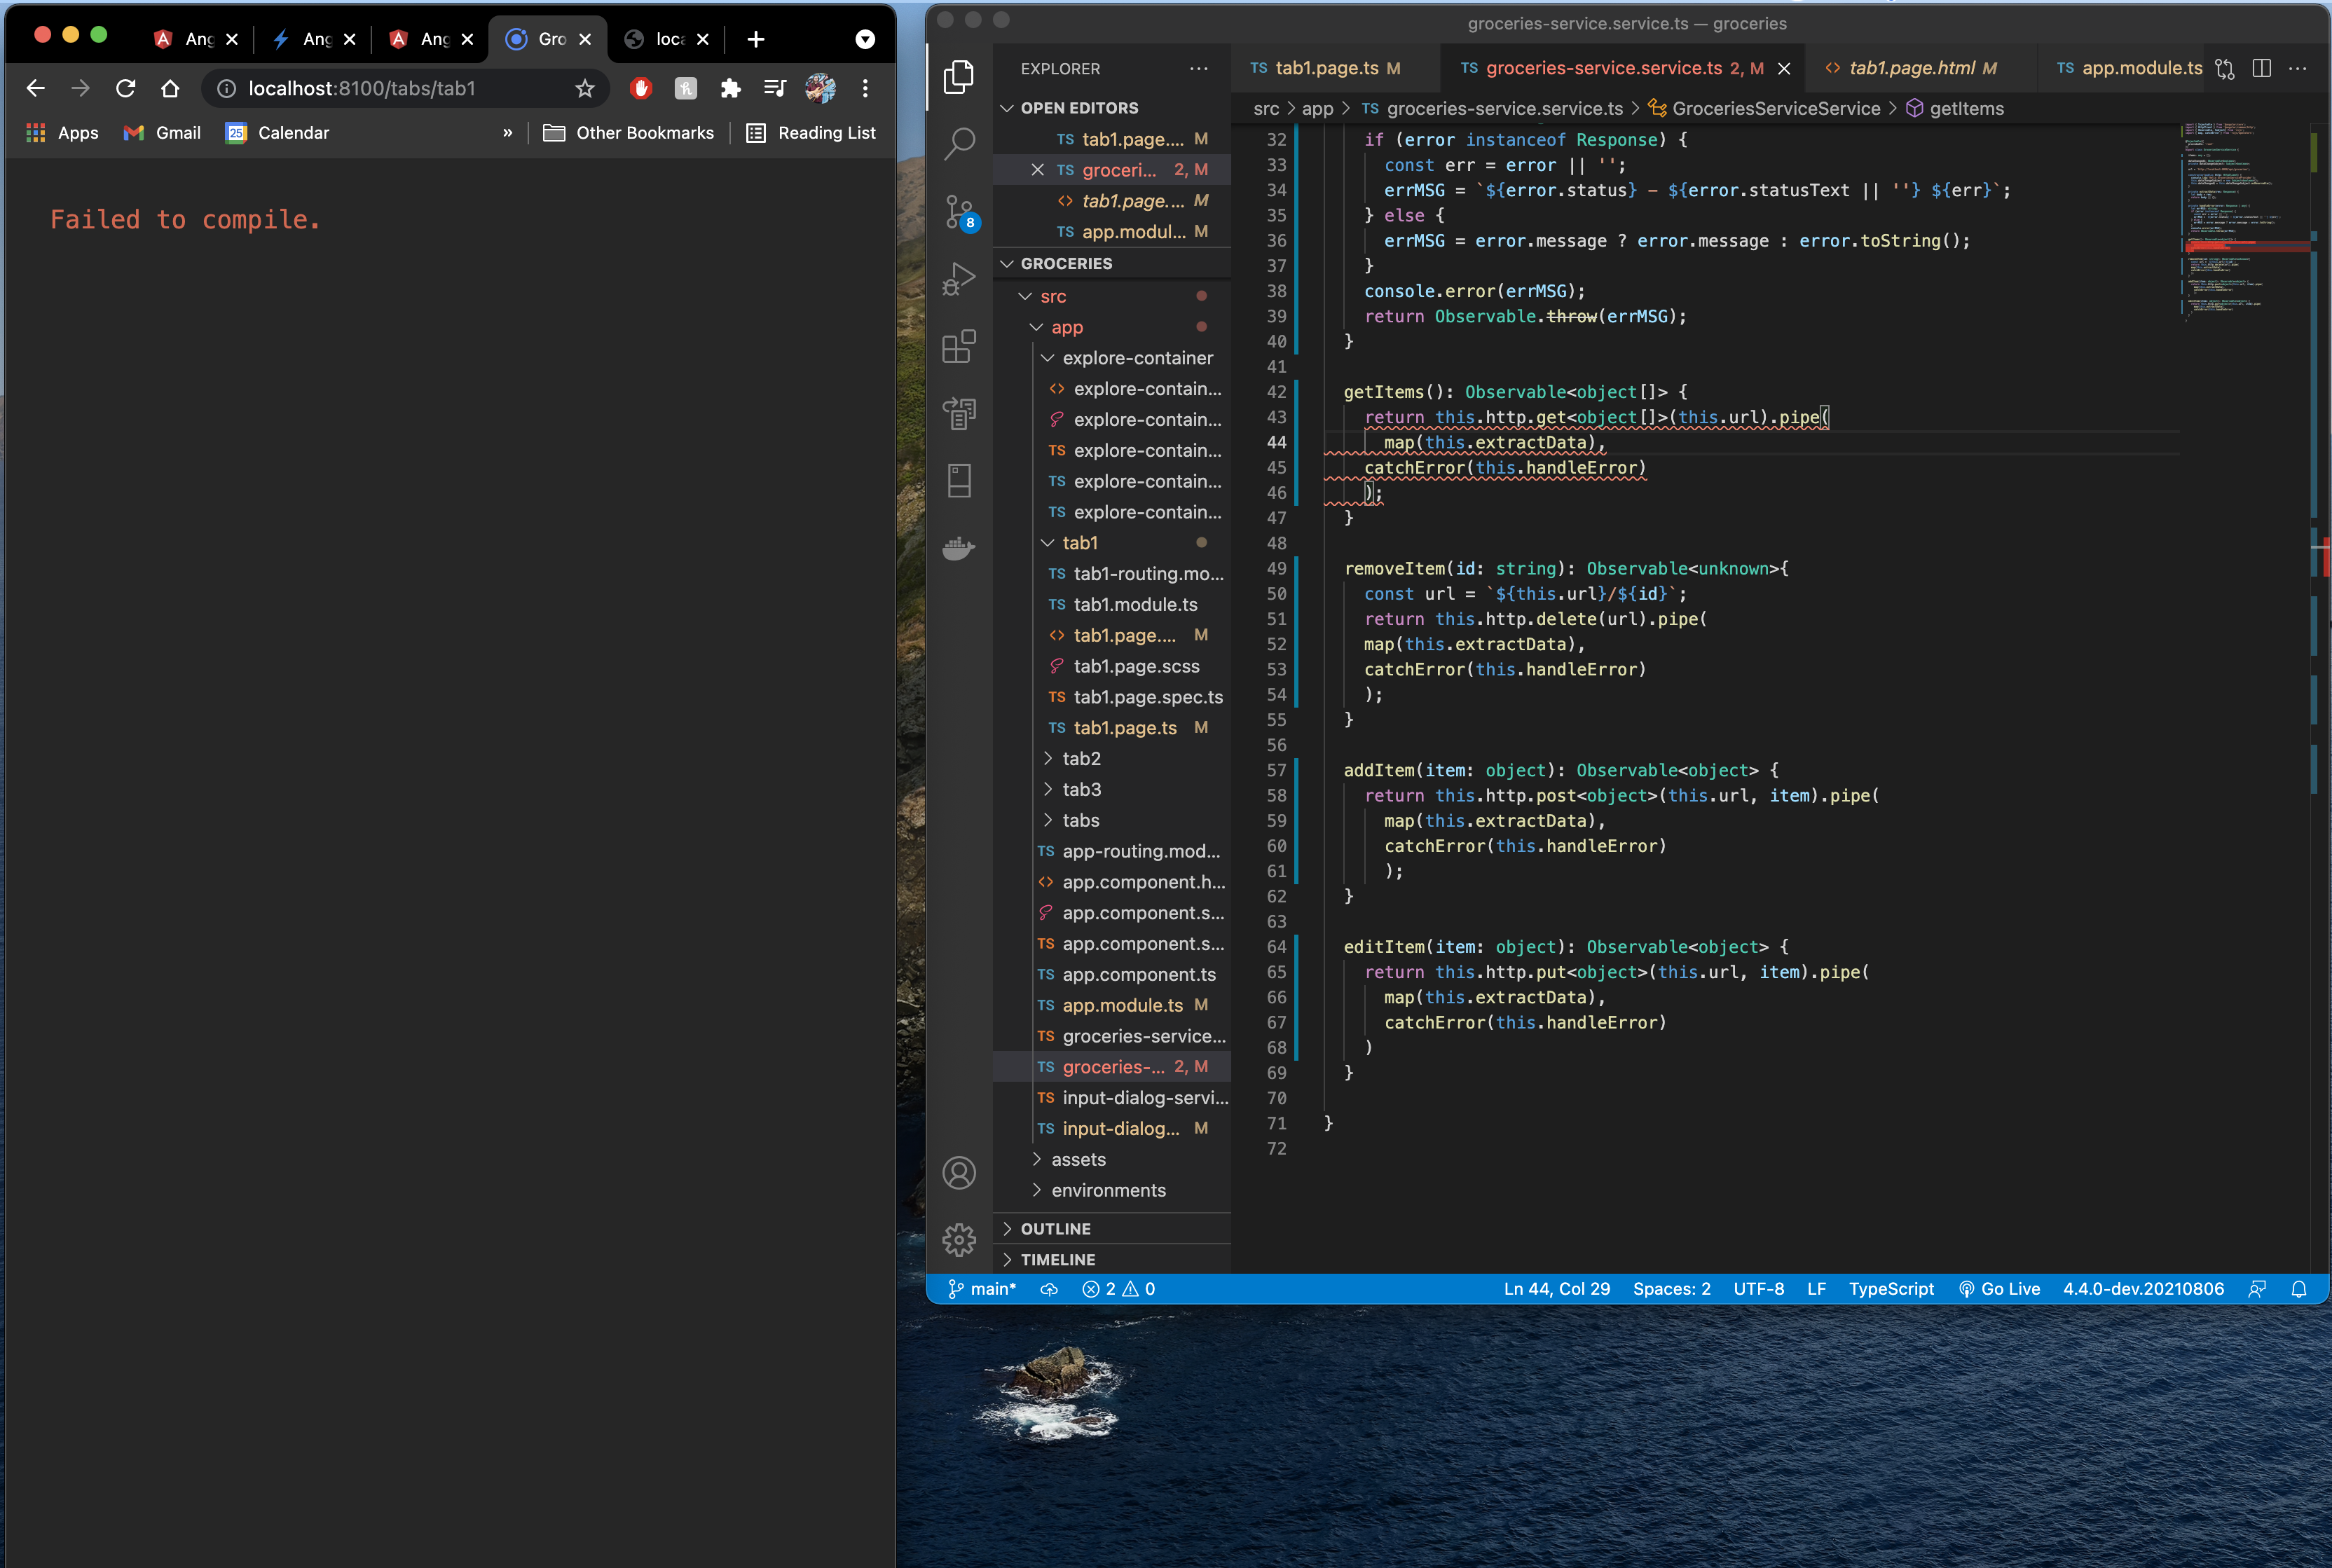 Ang
Ang
Ang
Gro
loca
localhost:8100/tabs/tab1
Apps
Gmail
25
Calendar
»
Other Bookmarks
Reading List
Failed to compile.
groceries-service.service.ts — groceries
EXPLORER
TS tab1.page.ts M
TS groceries-service.service.ts 2, M
<> tab1.page.html M
TS app.module.ts
src > app > TS groceries-service.service.ts > GroceriesServiceService > getItems
OPEN EDITORS
TS tab1.page.... M
TS groceri... 2, M
<> tab1.page.... M
TS app.modul... M
GROCERIES
src
app
explore-container
<> explore-contain...
explore-contain...
TS explore-contain...
TS explore-contain...
TS explore-contain...
tab1
TS tab1-routing.mo...
TS tab1.module.ts
<> tab1.page.... M
tab1.page.scss
TS tab1.page.spec.ts
TS tab1.page.ts M
tab2
tab3
tabs
TS app-routing.mod...
<> app.component.h...
app.component.s...
TS app.component.s...
TS app.component.ts
TS app.module.ts M
TS groceries-service...
TS groceries-... 2, M
TS input-dialog-servi...
TS input-dialog... M
assets
environments
OUTLINE
TIMELINE
8
32 if (error instanceof Response) {
33 const err = error || '';
34 errMSG = `${error.status} - ${error.statusText || ''} ${err}`;
35 } else {
36 errMSG = error.message ? error.message : error.toString();
37 }
38 console.error(errMSG);
39 return Observable.throw(errMSG);
40 }
41
42 getItems(): Observable<object[]> {
43 return this.http.get<object[]>(this.url).pipe(
44 map(this.extractData),
45 catchError(this.handleError)
46 );
47 }
48
49 removeItem(id: string): Observable<unknown>{
50 const url = `${this.url}/${id}`;
51 return this.http.delete(url).pipe(
52 map(this.extractData),
53 catchError(this.handleError)
54 );
55 }
56
57 addItem(item: object): Observable<object> {
58 return this.http.post<object>(this.url, item).pipe(
59 map(this.extractData),
60 catchError(this.handleError)
61 );
62 }
63
64 editItem(item: object): Observable<object> {
65 return this.http.put<object>(this.url, item).pipe(
66 map(this.extractData),
67 catchError(this.handleError)
68 )
69 }
70
71 }
72
main* 2 0 Ln 44, Col 29 Spaces: 2 UTF-8 LF TypeScript Go Live 4.4.0-dev.20210806